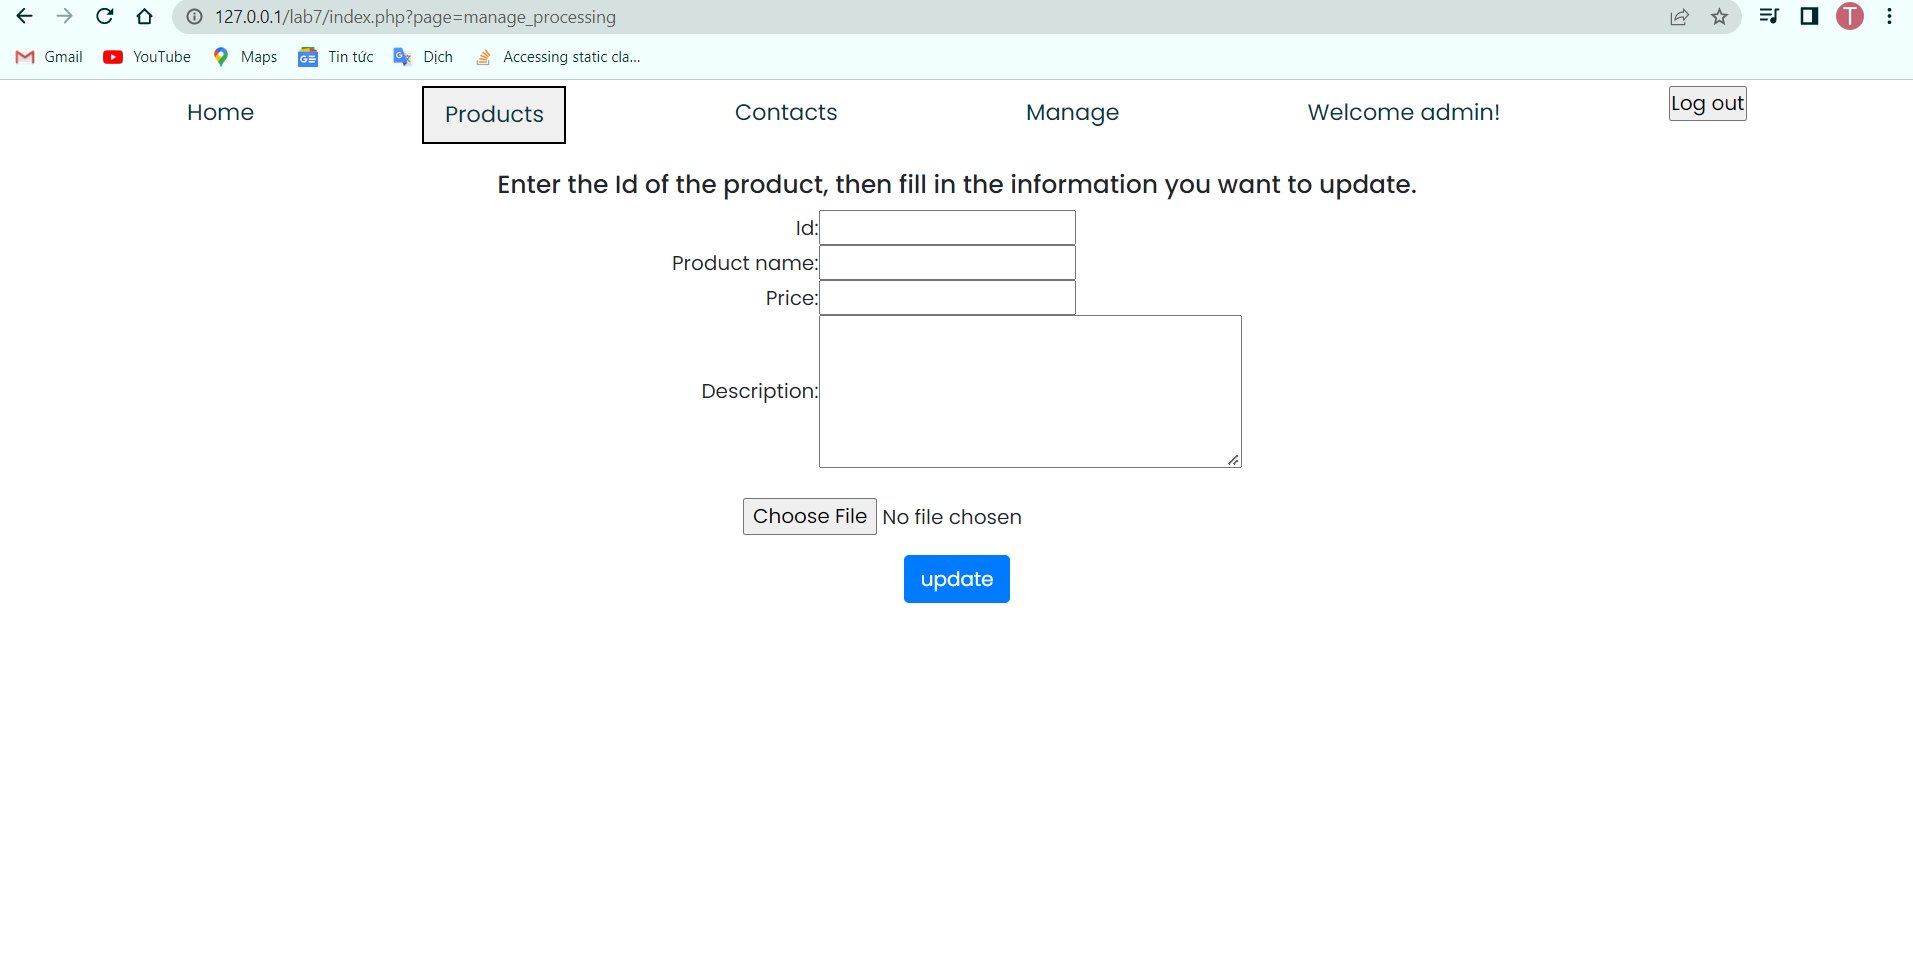 127.0.0.1/lab7/index.php?page=manage_processing
T
Gmail YouTube Maps Tin tức Dịch Accessing static cla...
Home Products Contacts Manage Welcome admin! Log out
Enter the Id of the product, then fill in the information you want to update.
Id:
Product name:
Price:
Description:
Choose File No file chosen
update